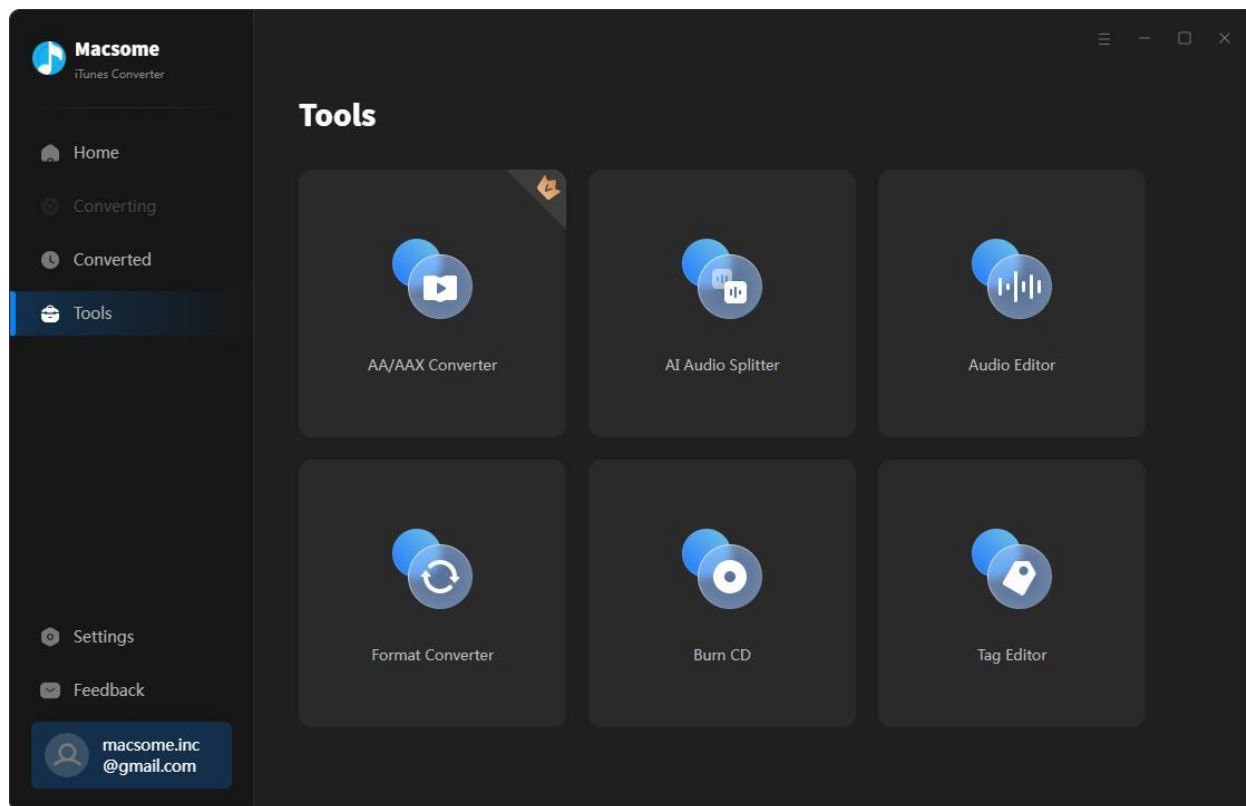 Macsome
iTunes Converter
Home
Converting
Converted
Tools
Settings
Feedback
macsome.inc
@gmail.com
Tools
AA/AAX Converter
AI Audio Splitter
Audio Editor
Format Converter
Burn CD
Tag Editor